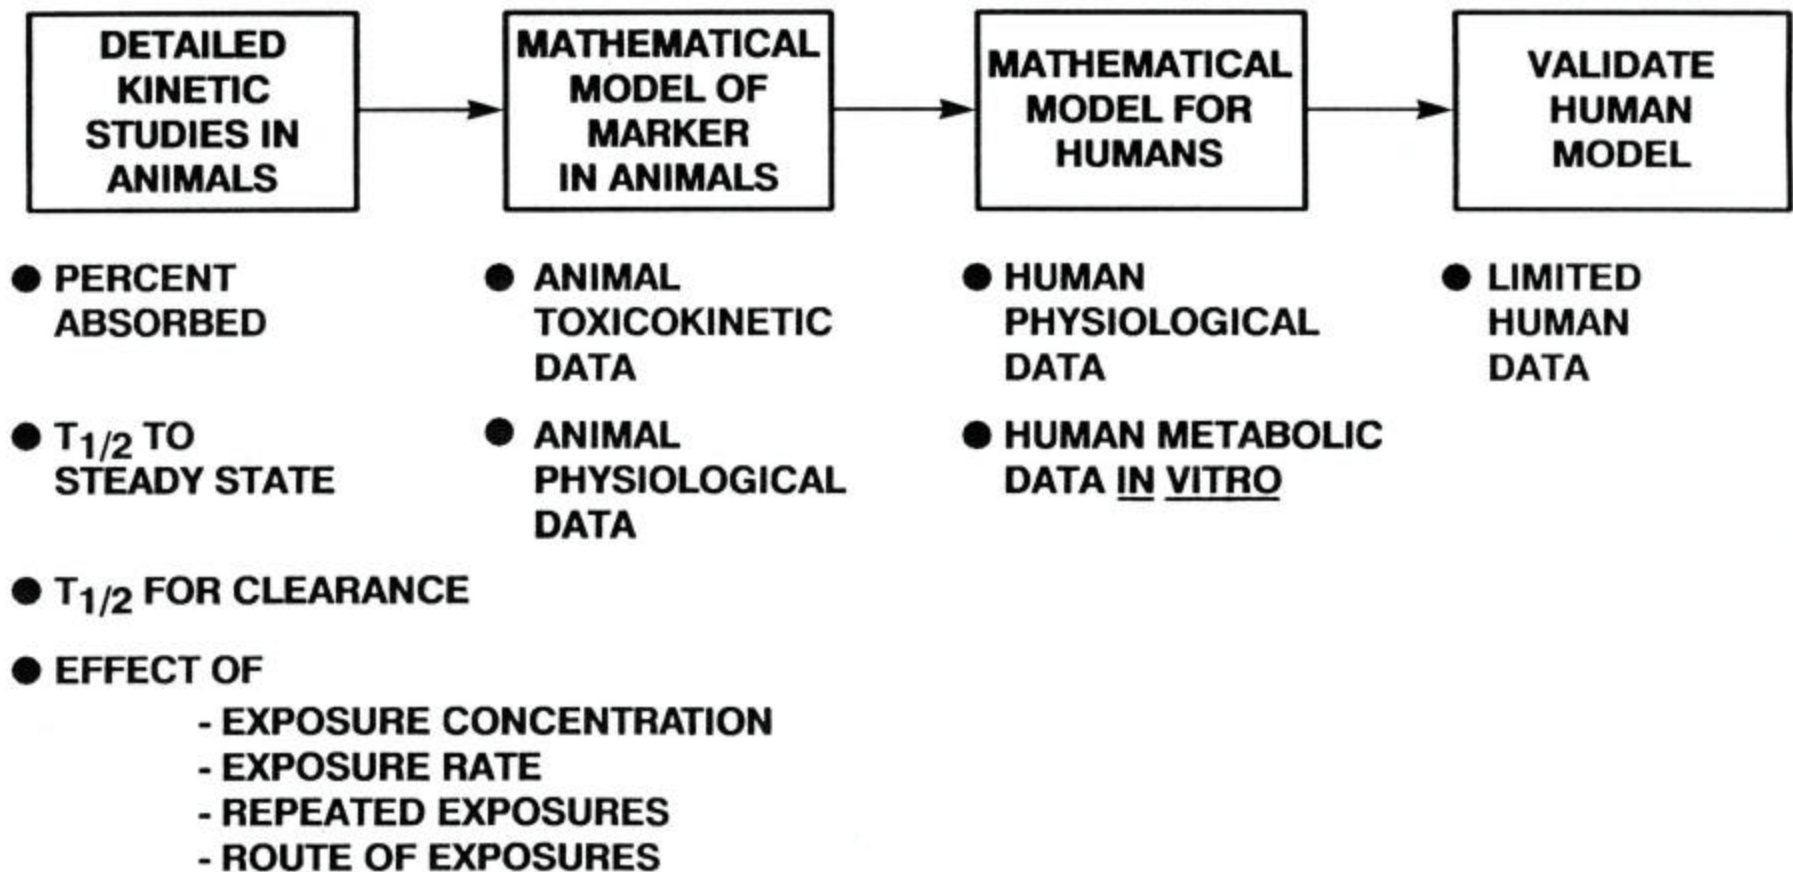 DETAILED
KINETIC
STUDIES IN
ANIMALS
MATHEMATICAL
MODEL OF
MARKER
IN ANIMALS
MATHEMATICAL
MODEL FOR
HUMANS
VALIDATE
HUMAN
MODEL
● PERCENT
ABSORBED
● T1/2 TO
STEADY STATE
● T1/2 FOR CLEARANCE
● EFFECT OF
- EXPOSURE CONCENTRATION
- EXPOSURE RATE
- REPEATED EXPOSURES
- ROUTE OF EXPOSURES
● ANIMAL
TOXICOKINETIC
DATA
● ANIMAL
PHYSIOLOGICAL
DATA
● HUMAN
PHYSIOLOGICAL
DATA
● HUMAN METABOLIC
DATA IN VITRO
● LIMITED
HUMAN
DATA